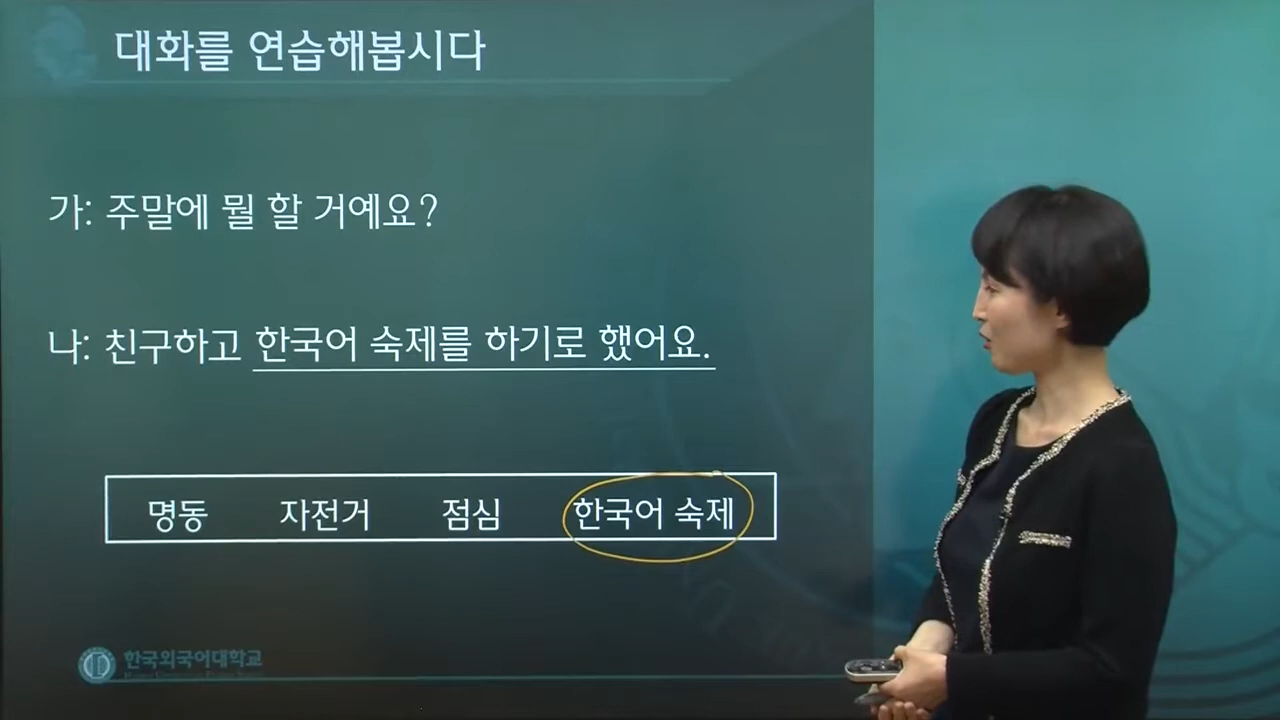 대화를 연습해봅시다
가: 주말에 뭘 할 거예요?
나: 친구하고 한국어 숙제를 하기로 했어요.
명동 자전거 점심 한국어 숙제
한국외국어대학교